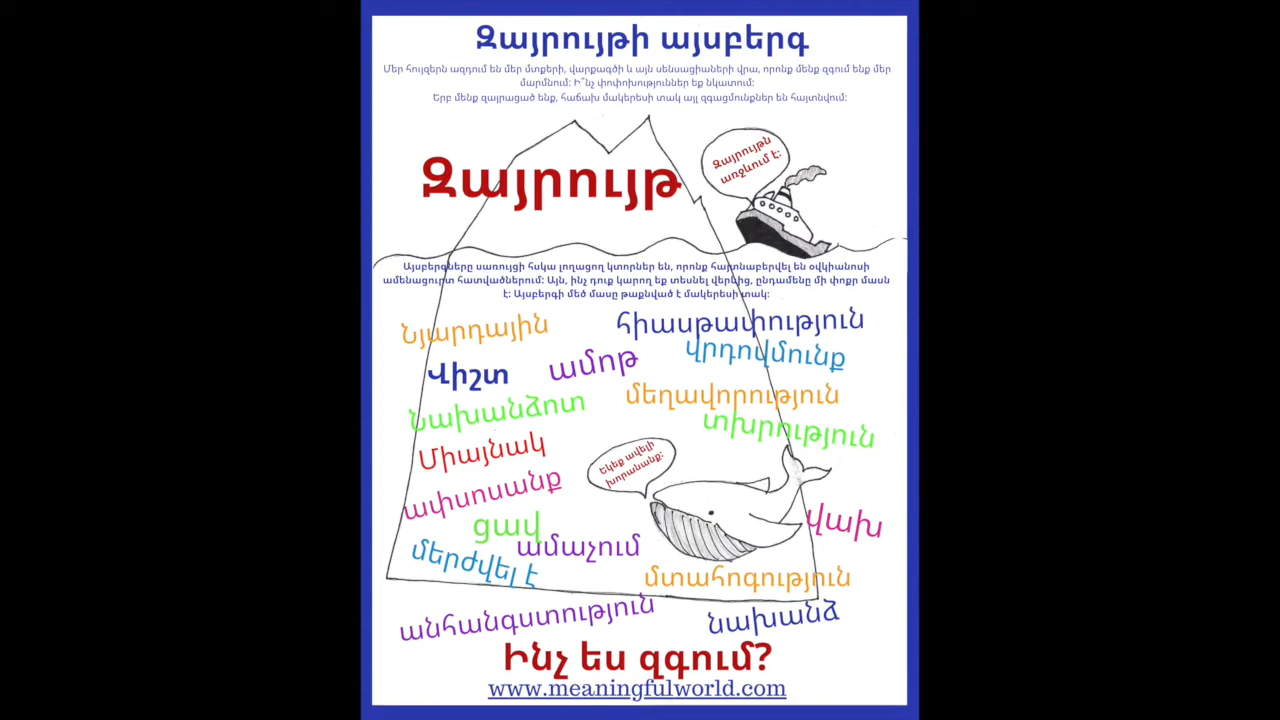 Զայրույթի այսբերգ
Մեր հույզերն ազդում են մեր մտքերի, վարքագծի և այն սենսացիաների վրա, որոնք մենք զգում ենք մեր
մարմնում: Ի՞նչ փոփոխություններ եք նկատում:
Երբ մենք զայրացած ենք, հաճախ մակերեսի տակ այլ զգացմունքներ են հայտնվում:
Զայրույթ
Զայրույթն
առջևում է:
Այսբերգները սառույցի հսկա լողացող կտորներ են, որոնք հայտնաբերվել են օվկիանոսի
ամենացուրտ հատվածներում: Այն, ինչ դուք կարող եք տեսնել վերևից, ընդամենը մի փոքր մասն
է: Այսբերգի մեծ մասը թաքնված է մակերեսի տակ:
Նյարդային
հիասթափություն
վրդովմունք
Վիշտ
ամոթ
Նախանձոտ
մեղավորություն
տխրություն
Միայնակ
Եկեք ավելի
խորանանք:
ափսոսանք
ցավ
վախ
ամաչում
մերժվել է
մտահոգություն
անհանգստություն
նախանձ
Ինչ ես զգում?
www.meaningfulworld.com